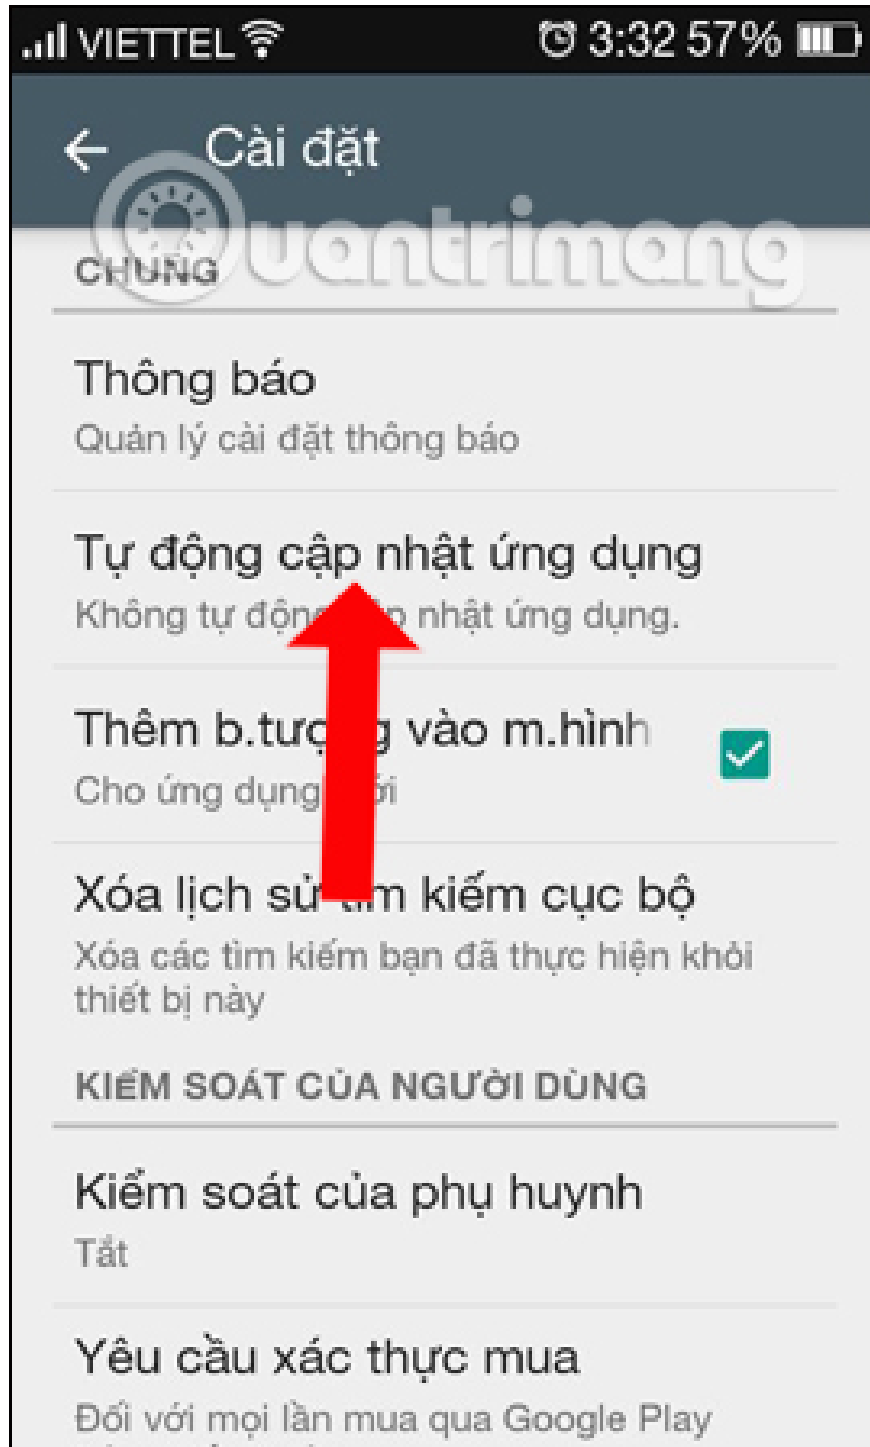 VIETTEL 3:32 57%
Cài đặt
Quantrimang
CHUNG
Thông báo
Quản lý cài đặt thông báo
Tự động cập nhật ứng dụng
Không tự động nhật ứng dụng.
Thêm b.tượng vào m.hình
Cho ứng dụng
Xóa lịch sử tìm kiếm cục bộ
Xóa các tìm kiếm bạn đã thực hiện khỏi
thiết bị này
KIỂM SOÁT CỦA NGƯỜI DÙNG
Kiểm soát của phụ huynh
Tắt
Yêu cầu xác thực mua
Đối với mọi lần mua qua Google Play